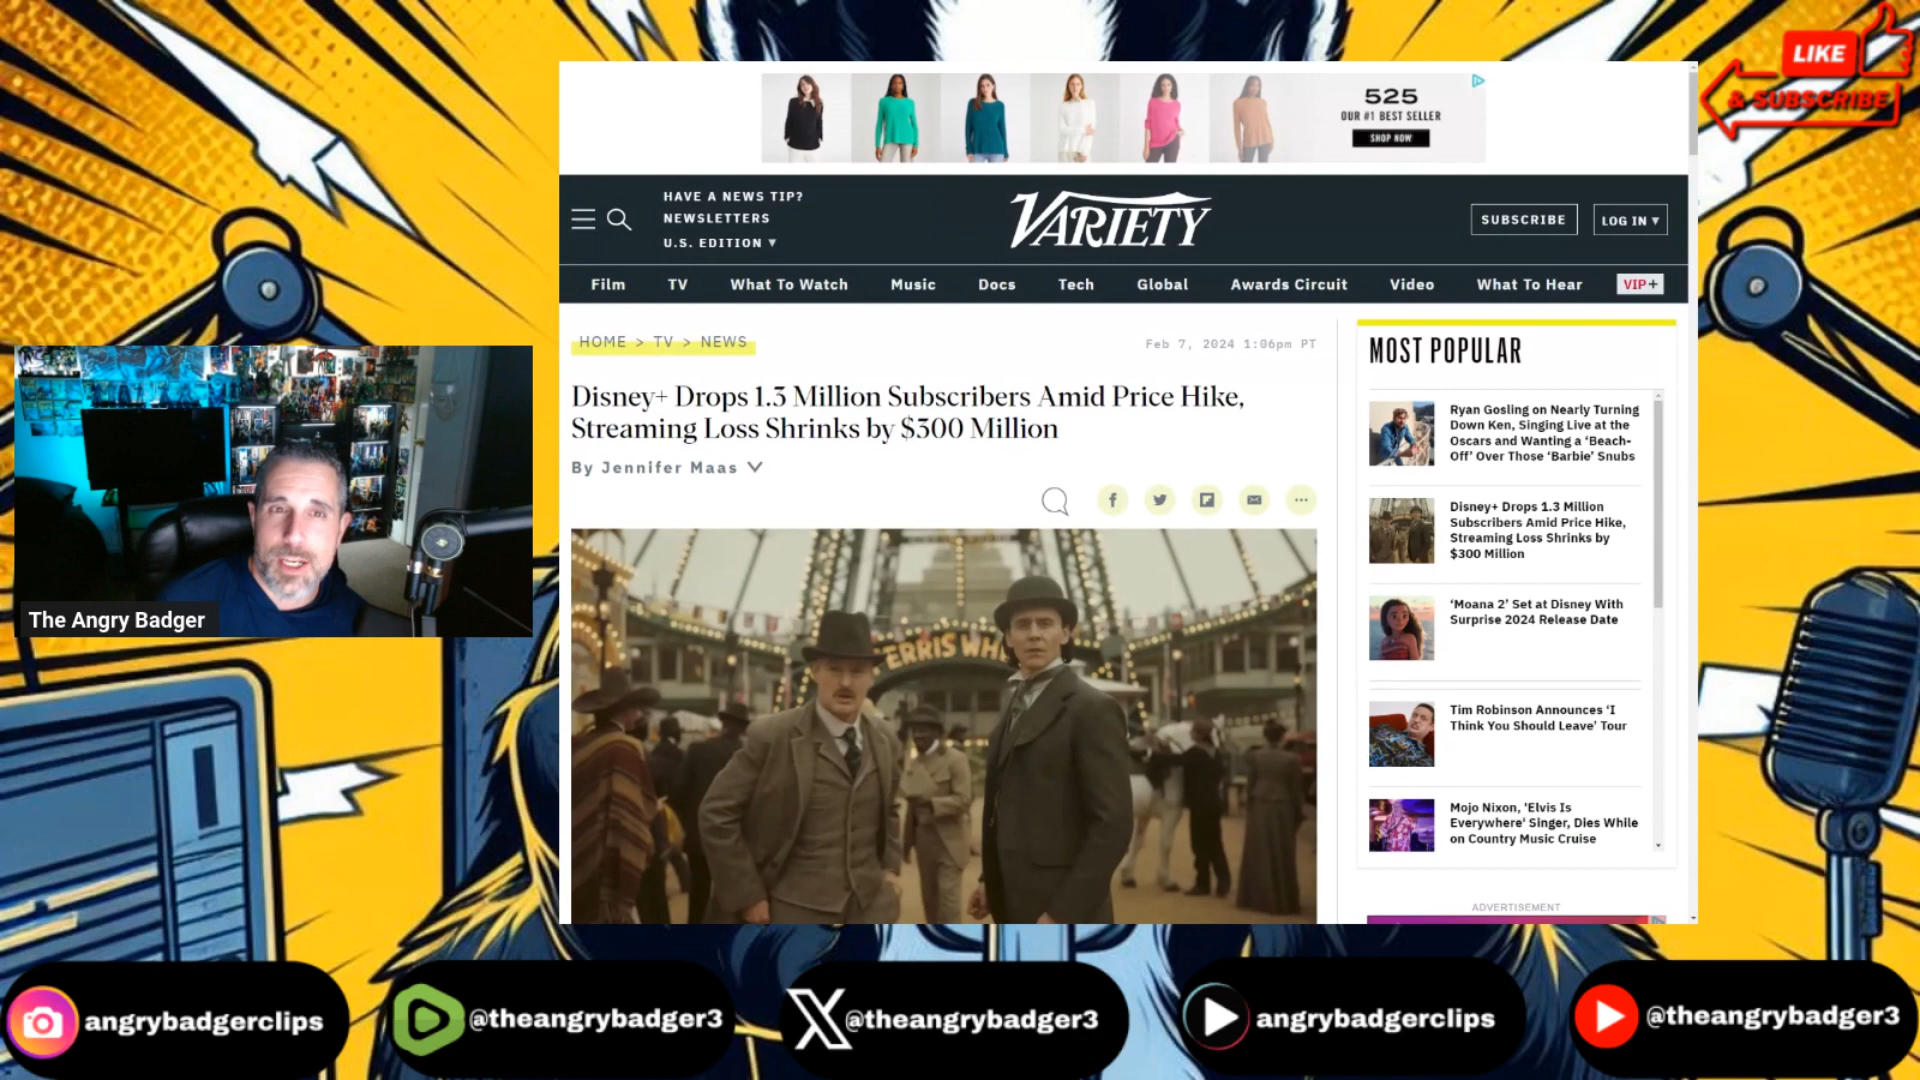 LIKE
& SUBSCRIBE
525
OUR #1 BEST SELLER
SHOP NOW
HAVE A NEWS TIP?
NEWSLETTERS
U.S. EDITION ▼
VARIETY
SUBSCRIBE
LOG IN ▼
Film
TV
What To Watch
Music
Docs
Tech
Global
Awards Circuit
Video
What To Hear
VIP+
HOME > TV > NEWS
Feb 7, 2024 1:06pm PT
Disney+ Drops 1.3 Million Subscribers Amid Price Hike,
Streaming Loss Shrinks by $300 Million
By Jennifer Maas
ERRIS WH
MOST POPULAR
Ryan Gosling on Nearly Turning
Down Ken, Singing Live at the
Oscars and Wanting a ‘Beach-
Off’ Over Those ‘Barbie’ Snubs
Disney+ Drops 1.3 Million
Subscribers Amid Price Hike,
Streaming Loss Shrinks by
$300 Million
‘Moana 2’ Set at Disney With
Surprise 2024 Release Date
Tim Robinson Announces ‘I
Think You Should Leave’ Tour
Mojo Nixon, 'Elvis Is
Everywhere' Singer, Dies While
on Country Music Cruise
ADVERTISEMENT
The Angry Badger
angrybadgerclips
@theangrybadger3
@theangrybadger3
angrybadgerclips
@theangrybadger3